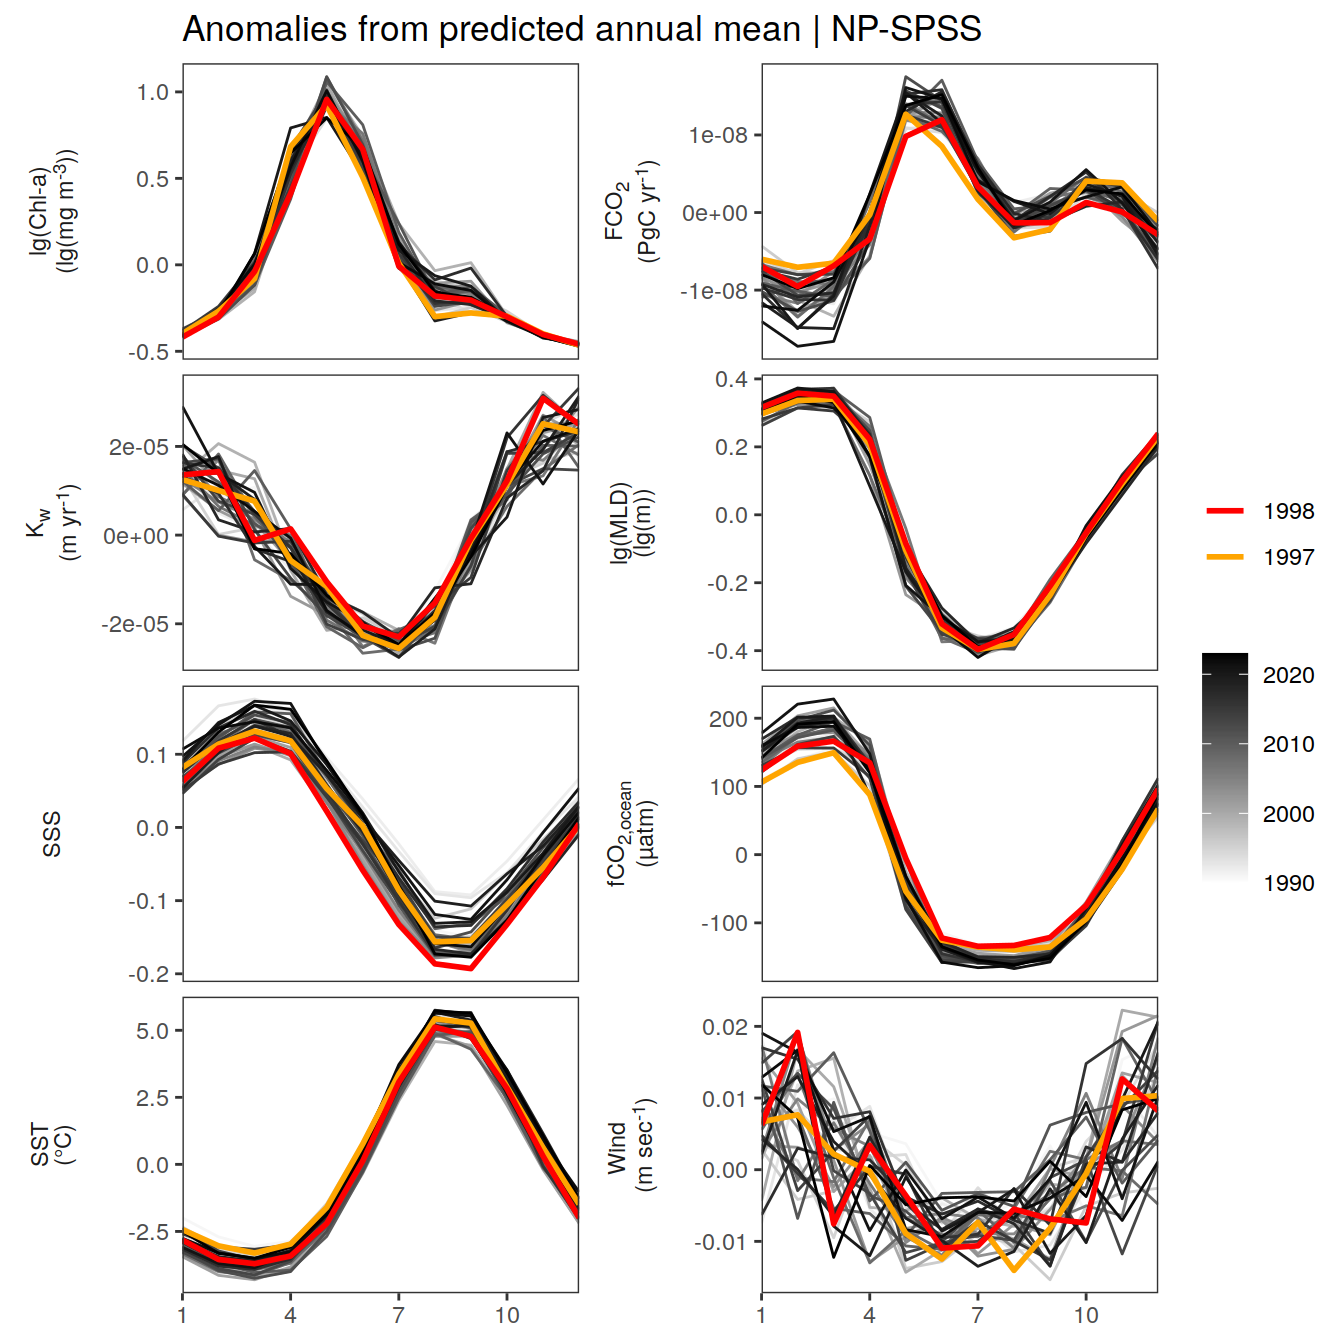 Anomalies from predicted annual mean | NP-SPSS
lg(Chl-a)
(lg(mg m⁻³))
1.0
0.5
0.0
-0.5
FCO₂
(PgC yr⁻¹)
1e-08
0e+00
-1e-08
K_w
(m yr⁻¹)
2e-05
0e+00
-2e-05
lg(MLD)
(lg(m))
0.4
0.2
0.0
-0.2
-0.4
SSS
0.1
0.0
-0.1
-0.2
fCO₂,ocean
(µatm)
200
100
0
-100
SST
(°C)
5.0
2.5
0.0
-2.5
1 4 7 10
Wind
(m sec⁻¹)
0.02
0.01
0.00
-0.01
1 4 7 10
1998
1997
2020
2010
2000
1990